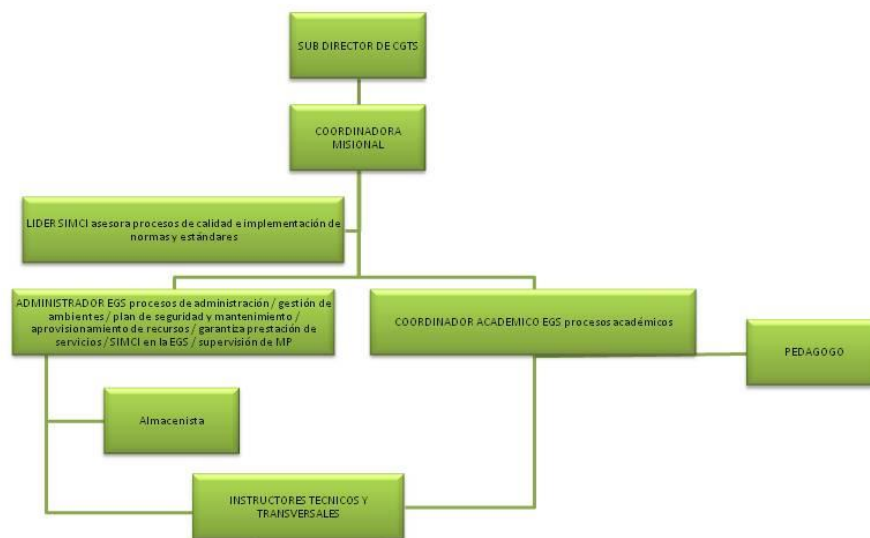 SUB DIRECTOR DE CGTS
COORDINADORA
MISIONAL
LIDER SIMCI asesora procesos de calidad e implementación de
normas y estándares
ADMINISTRADOR EGS procesos de administración / gestión de
ambientes / plan de seguridad y mantenimiento /
aprovisionamiento de recursos / garantiza prestación de
servicios / SIMCI en la EGS / supervisión de MP
COORDINADOR ACADEMICO EGS procesos académicos
PEDAGOGO
Almacenista
INSTRUCTORES TECNICOS Y
TRANSVERSALES